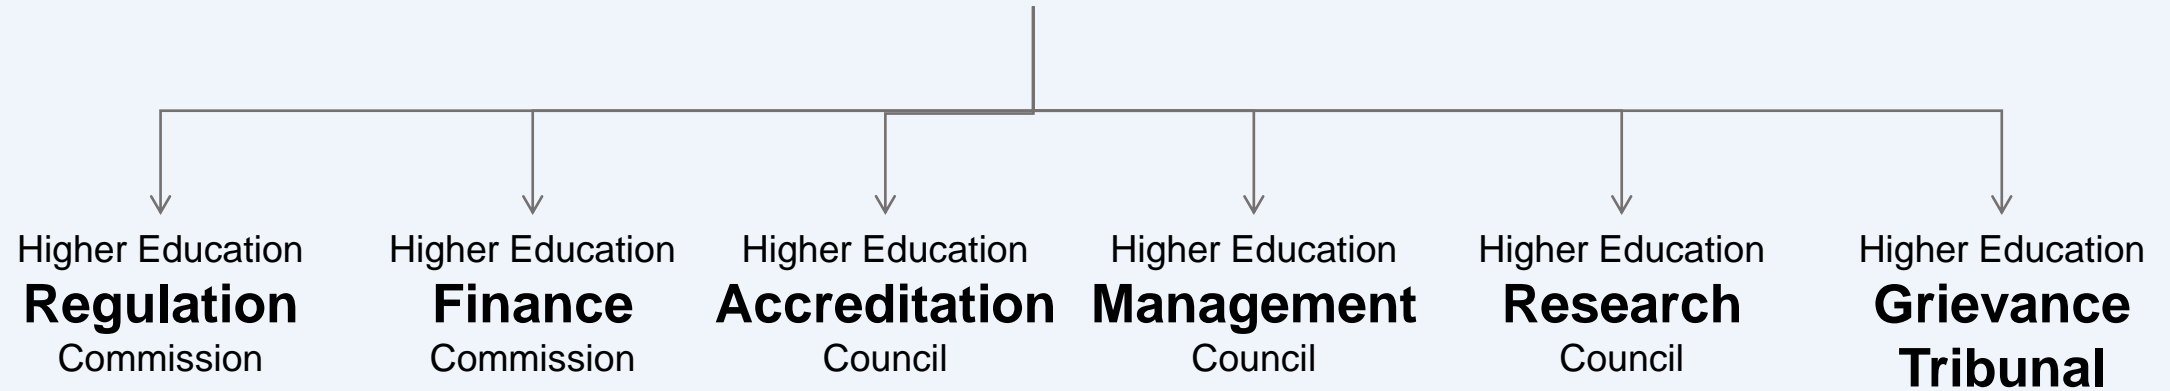 Higher Education
Regulation
Commission
Higher Education
Finance
Commission
Higher Education
Accreditation
Council
Higher Education
Management
Council
Higher Education
Research
Council
Higher Education
Grievance
Tribunal